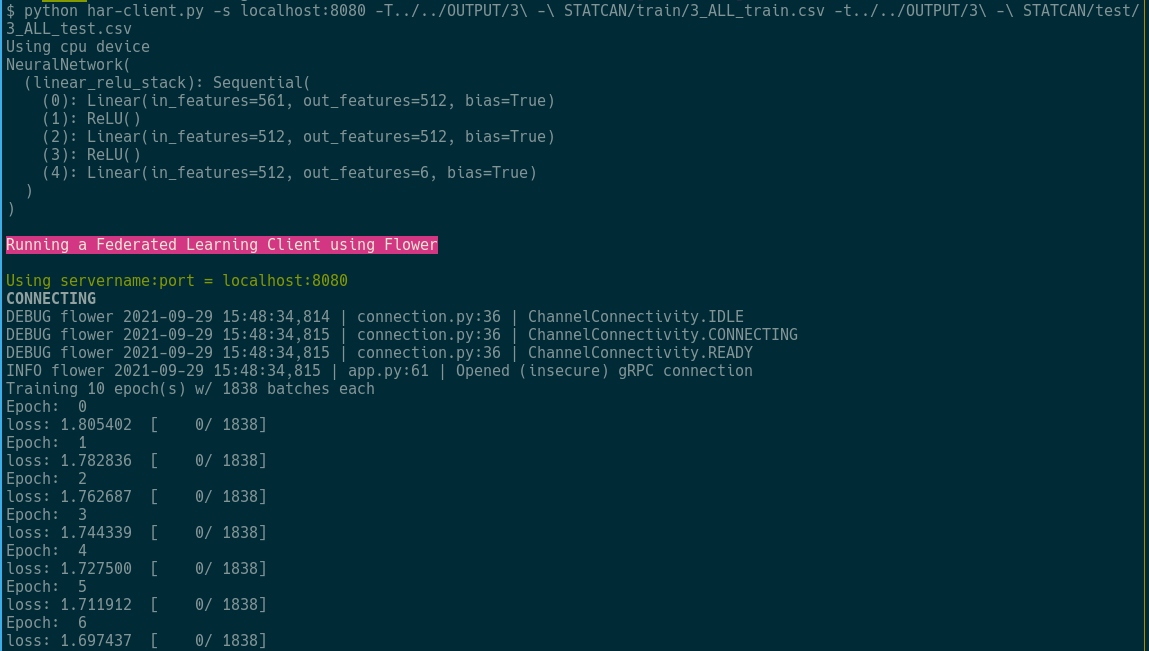 $ python har-client.py -s localhost:8080 -T../../OUTPUT/3\ -\ STATCAN/train/3_ALL_train.csv -t../../OUTPUT/3\ -\ STATCAN/test/
3_ALL_test.csv
Using cpu device
NeuralNetwork(
  (linear_relu_stack): Sequential(
    (0): Linear(in_features=561, out_features=512, bias=True)
    (1): ReLU()
    (2): Linear(in_features=512, out_features=512, bias=True)
    (3): ReLU()
    (4): Linear(in_features=512, out_features=6, bias=True)
  )
)
Running a Federated Learning Client using Flower
Using servername:port = localhost:8080
CONNECTING
DEBUG flower 2021-09-29 15:48:34,814 | connection.py:36 | ChannelConnectivity.IDLE
DEBUG flower 2021-09-29 15:48:34,815 | connection.py:36 | ChannelConnectivity.CONNECTING
DEBUG flower 2021-09-29 15:48:34,815 | connection.py:36 | ChannelConnectivity.READY
INFO flower 2021-09-29 15:48:34,815 | app.py:61 | Opened (insecure) gRPC connection
Training 10 epoch(s) w/ 1838 batches each
Epoch:  0
loss: 1.805402  [    0/ 1838]
Epoch:  1
loss: 1.782836  [    0/ 1838]
Epoch:  2
loss: 1.762687  [    0/ 1838]
Epoch:  3
loss: 1.744339  [    0/ 1838]
Epoch:  4
loss: 1.727500  [    0/ 1838]
Epoch:  5
loss: 1.711912  [    0/ 1838]
Epoch:  6
loss: 1.697437  [    0/ 1838]